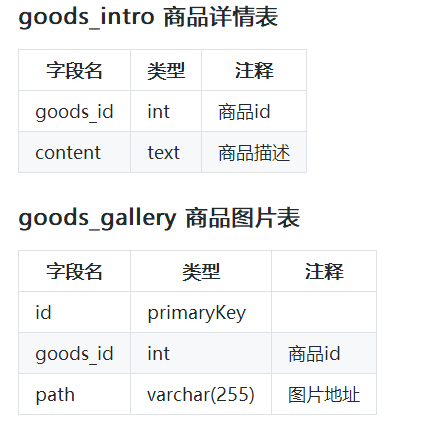 goods_intro 商品详情表
字段名 类型 注释
goods_id int 商品id
content text 商品描述
goods_gallery 商品图片表
字段名 类型 注释
id primaryKey
goods_id int 商品id
path varchar(255) 图片地址